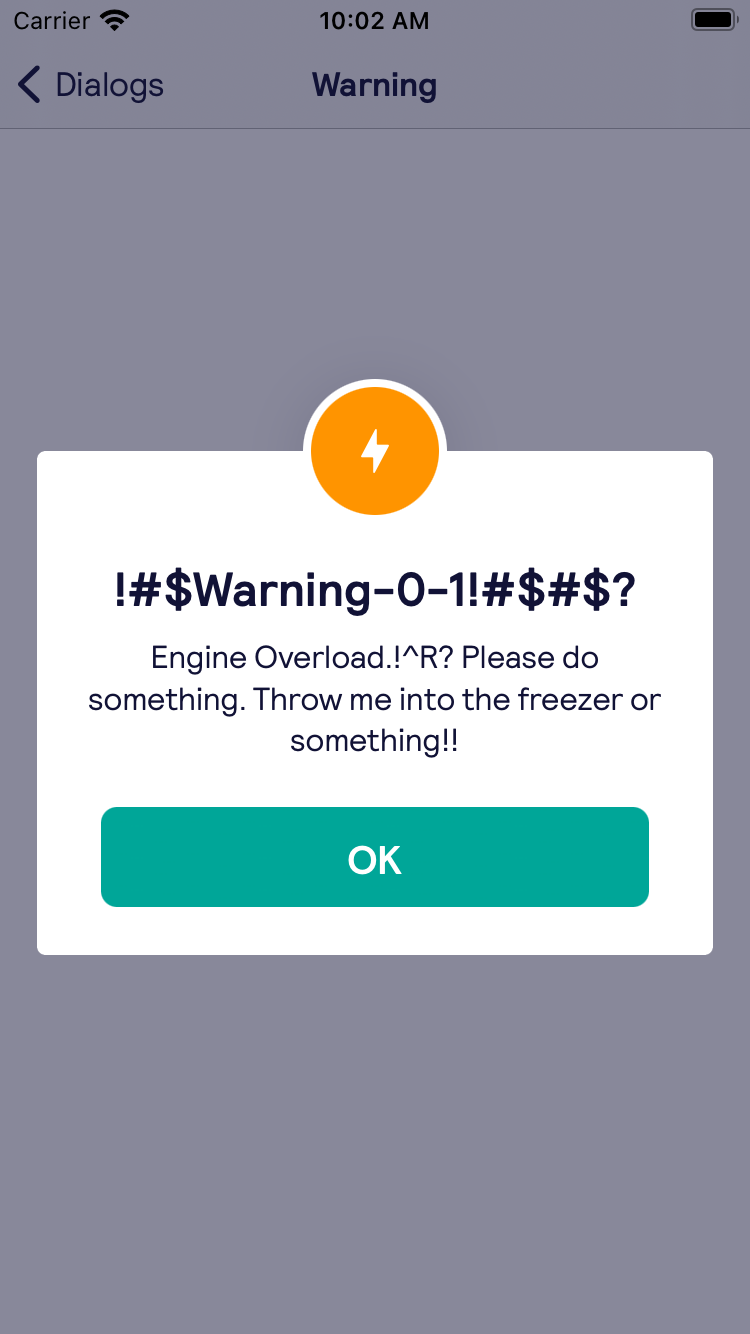 Carrier 10:02 AM
Dialogs Warning
!#$Warning-0-1!#$#$?
Engine Overload.!^R? Please do
something. Throw me into the freezer or
something!!
OK